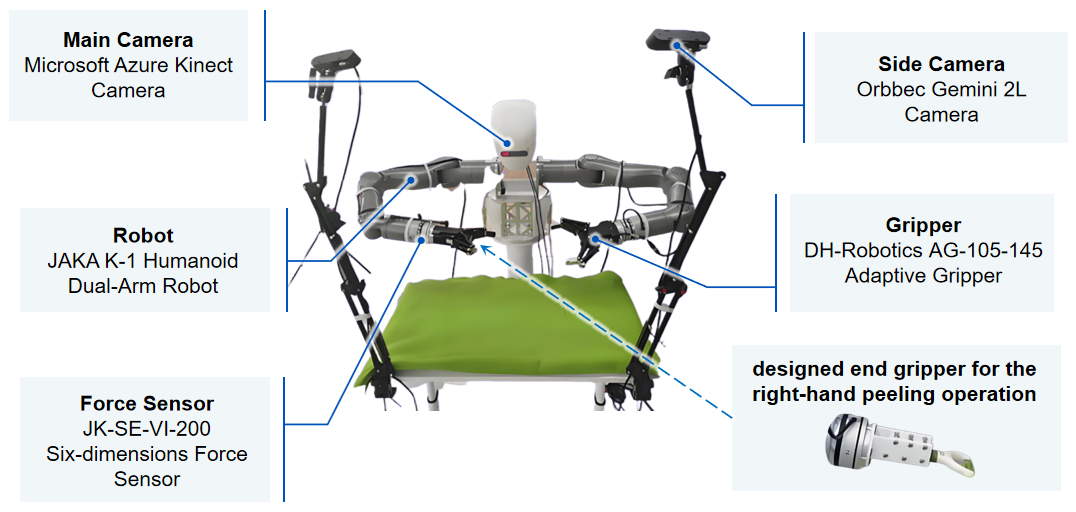 Main Camera
Microsoft Azure Kinect
Camera
Side Camera
Orbbec Gemini 2L
Camera
Robot
JAKA K-1 Humanoid
Dual-Arm Robot
Gripper
DH-Robotics AG-105-145
Adaptive Gripper
Force Sensor
JK-SE-VI-200
Six-dimensions Force
Sensor
designed end gripper for the
right-hand peeling operation